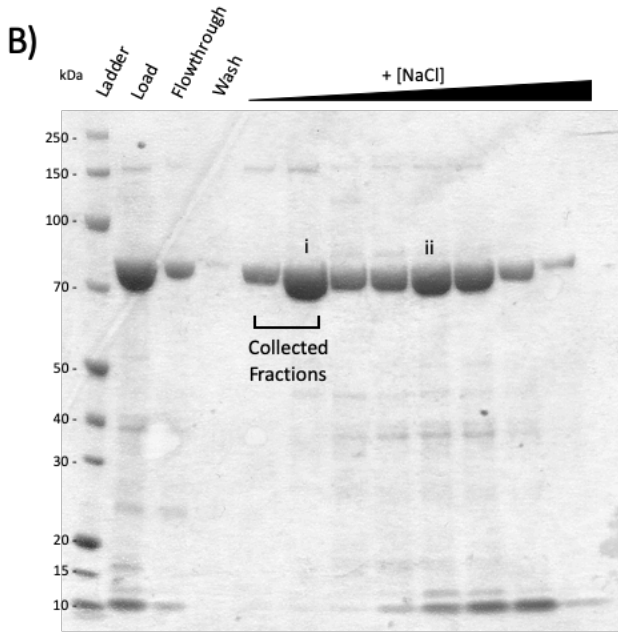 B)
kDa
Ladder
Load
Flowthrough
Wash
+ [NaCl]
250 -
150 -
100 -
70 -
50 -
40 -
30 -
20 -
15 -
10 -
i
ii
Collected
Fractions